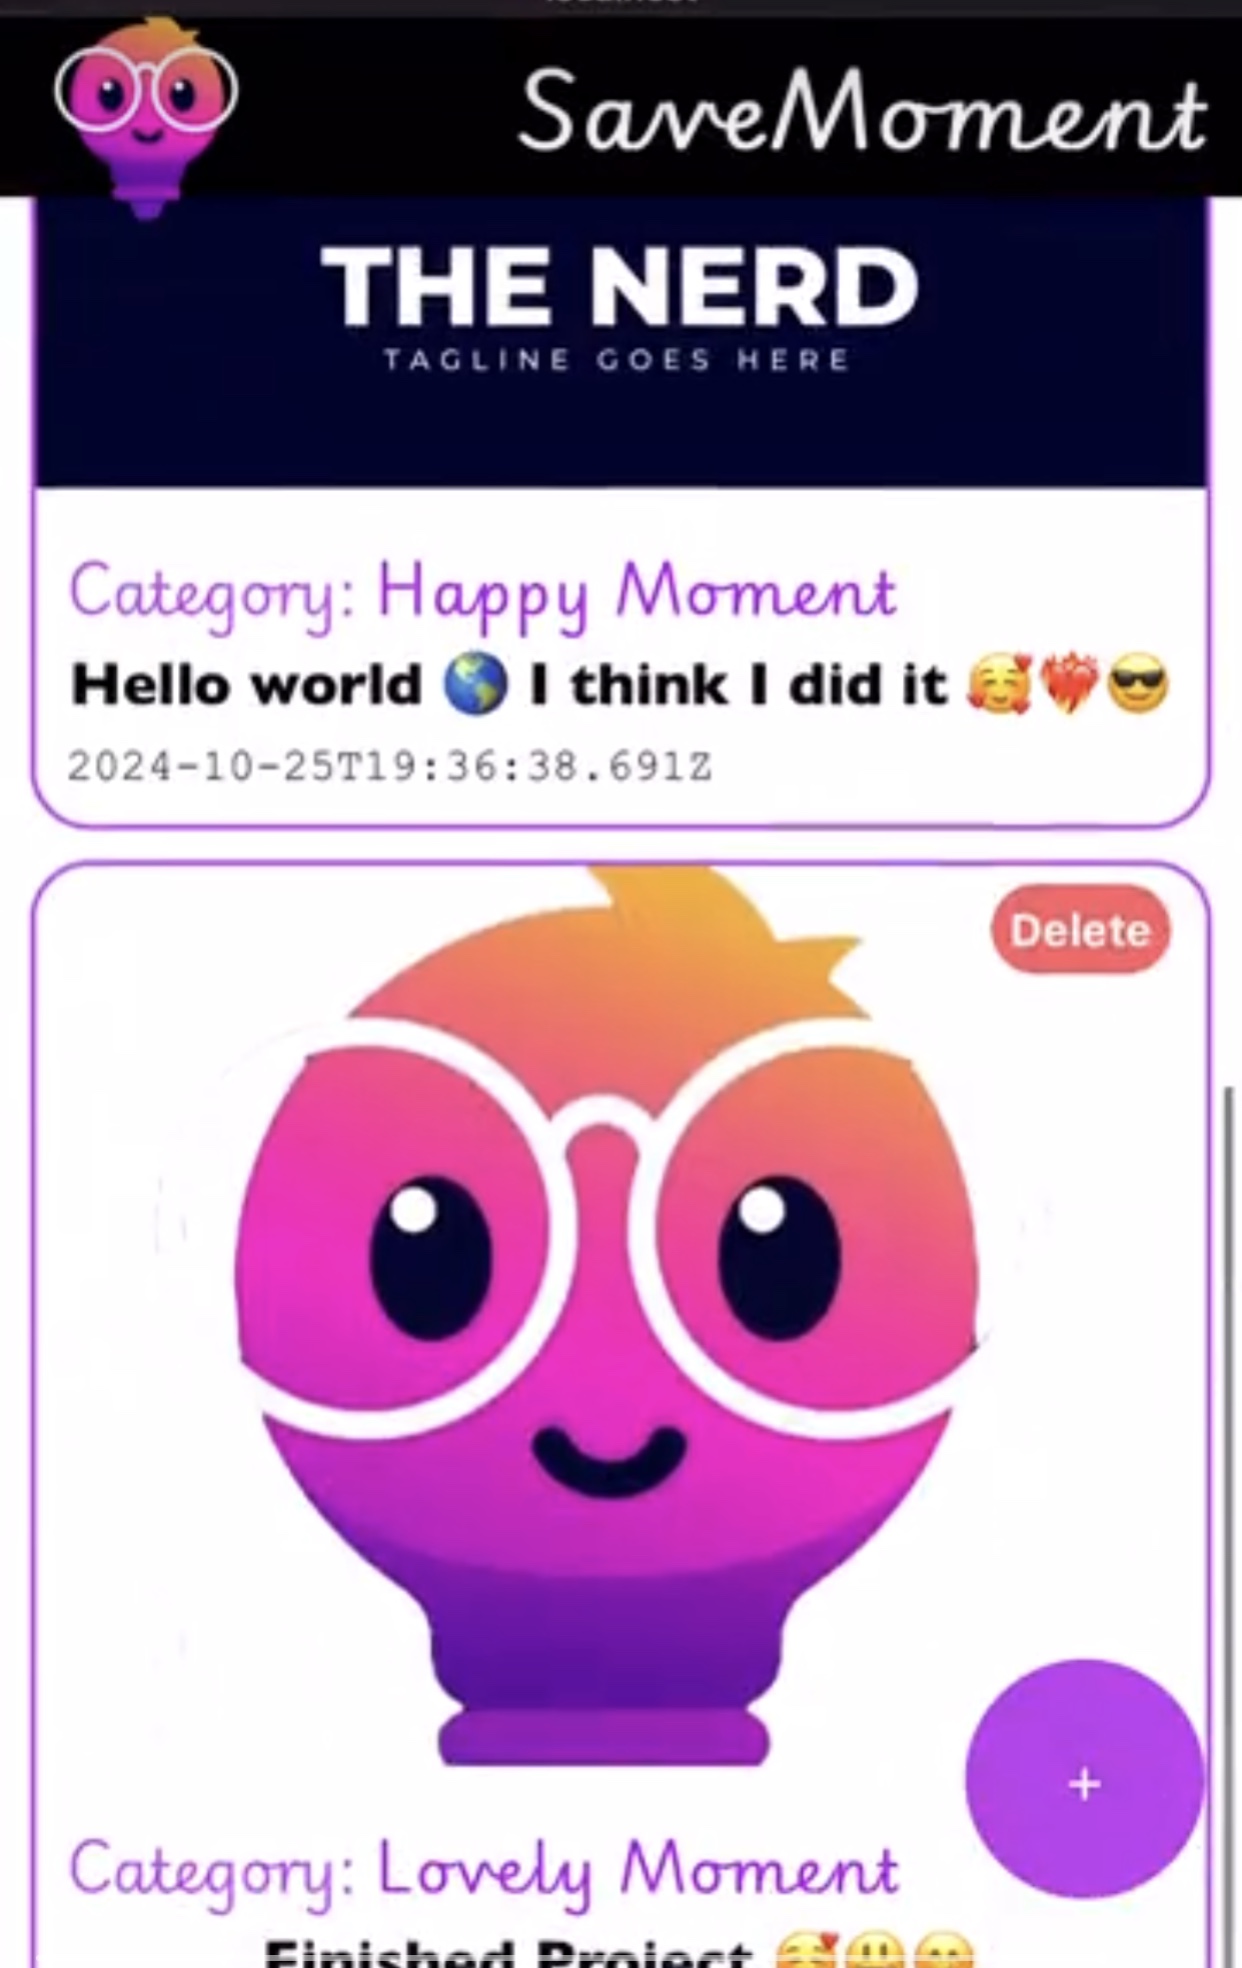 SaveMoment
THE NERD
TAGLINE GOES HERE
Category: Happy Moment
Hello world 🌎 I think I did it 🥰❤️‍🔥😎
2024-10-25T19:36:38.691Z
Delete
+
Category: Lovely Moment
Finished Project